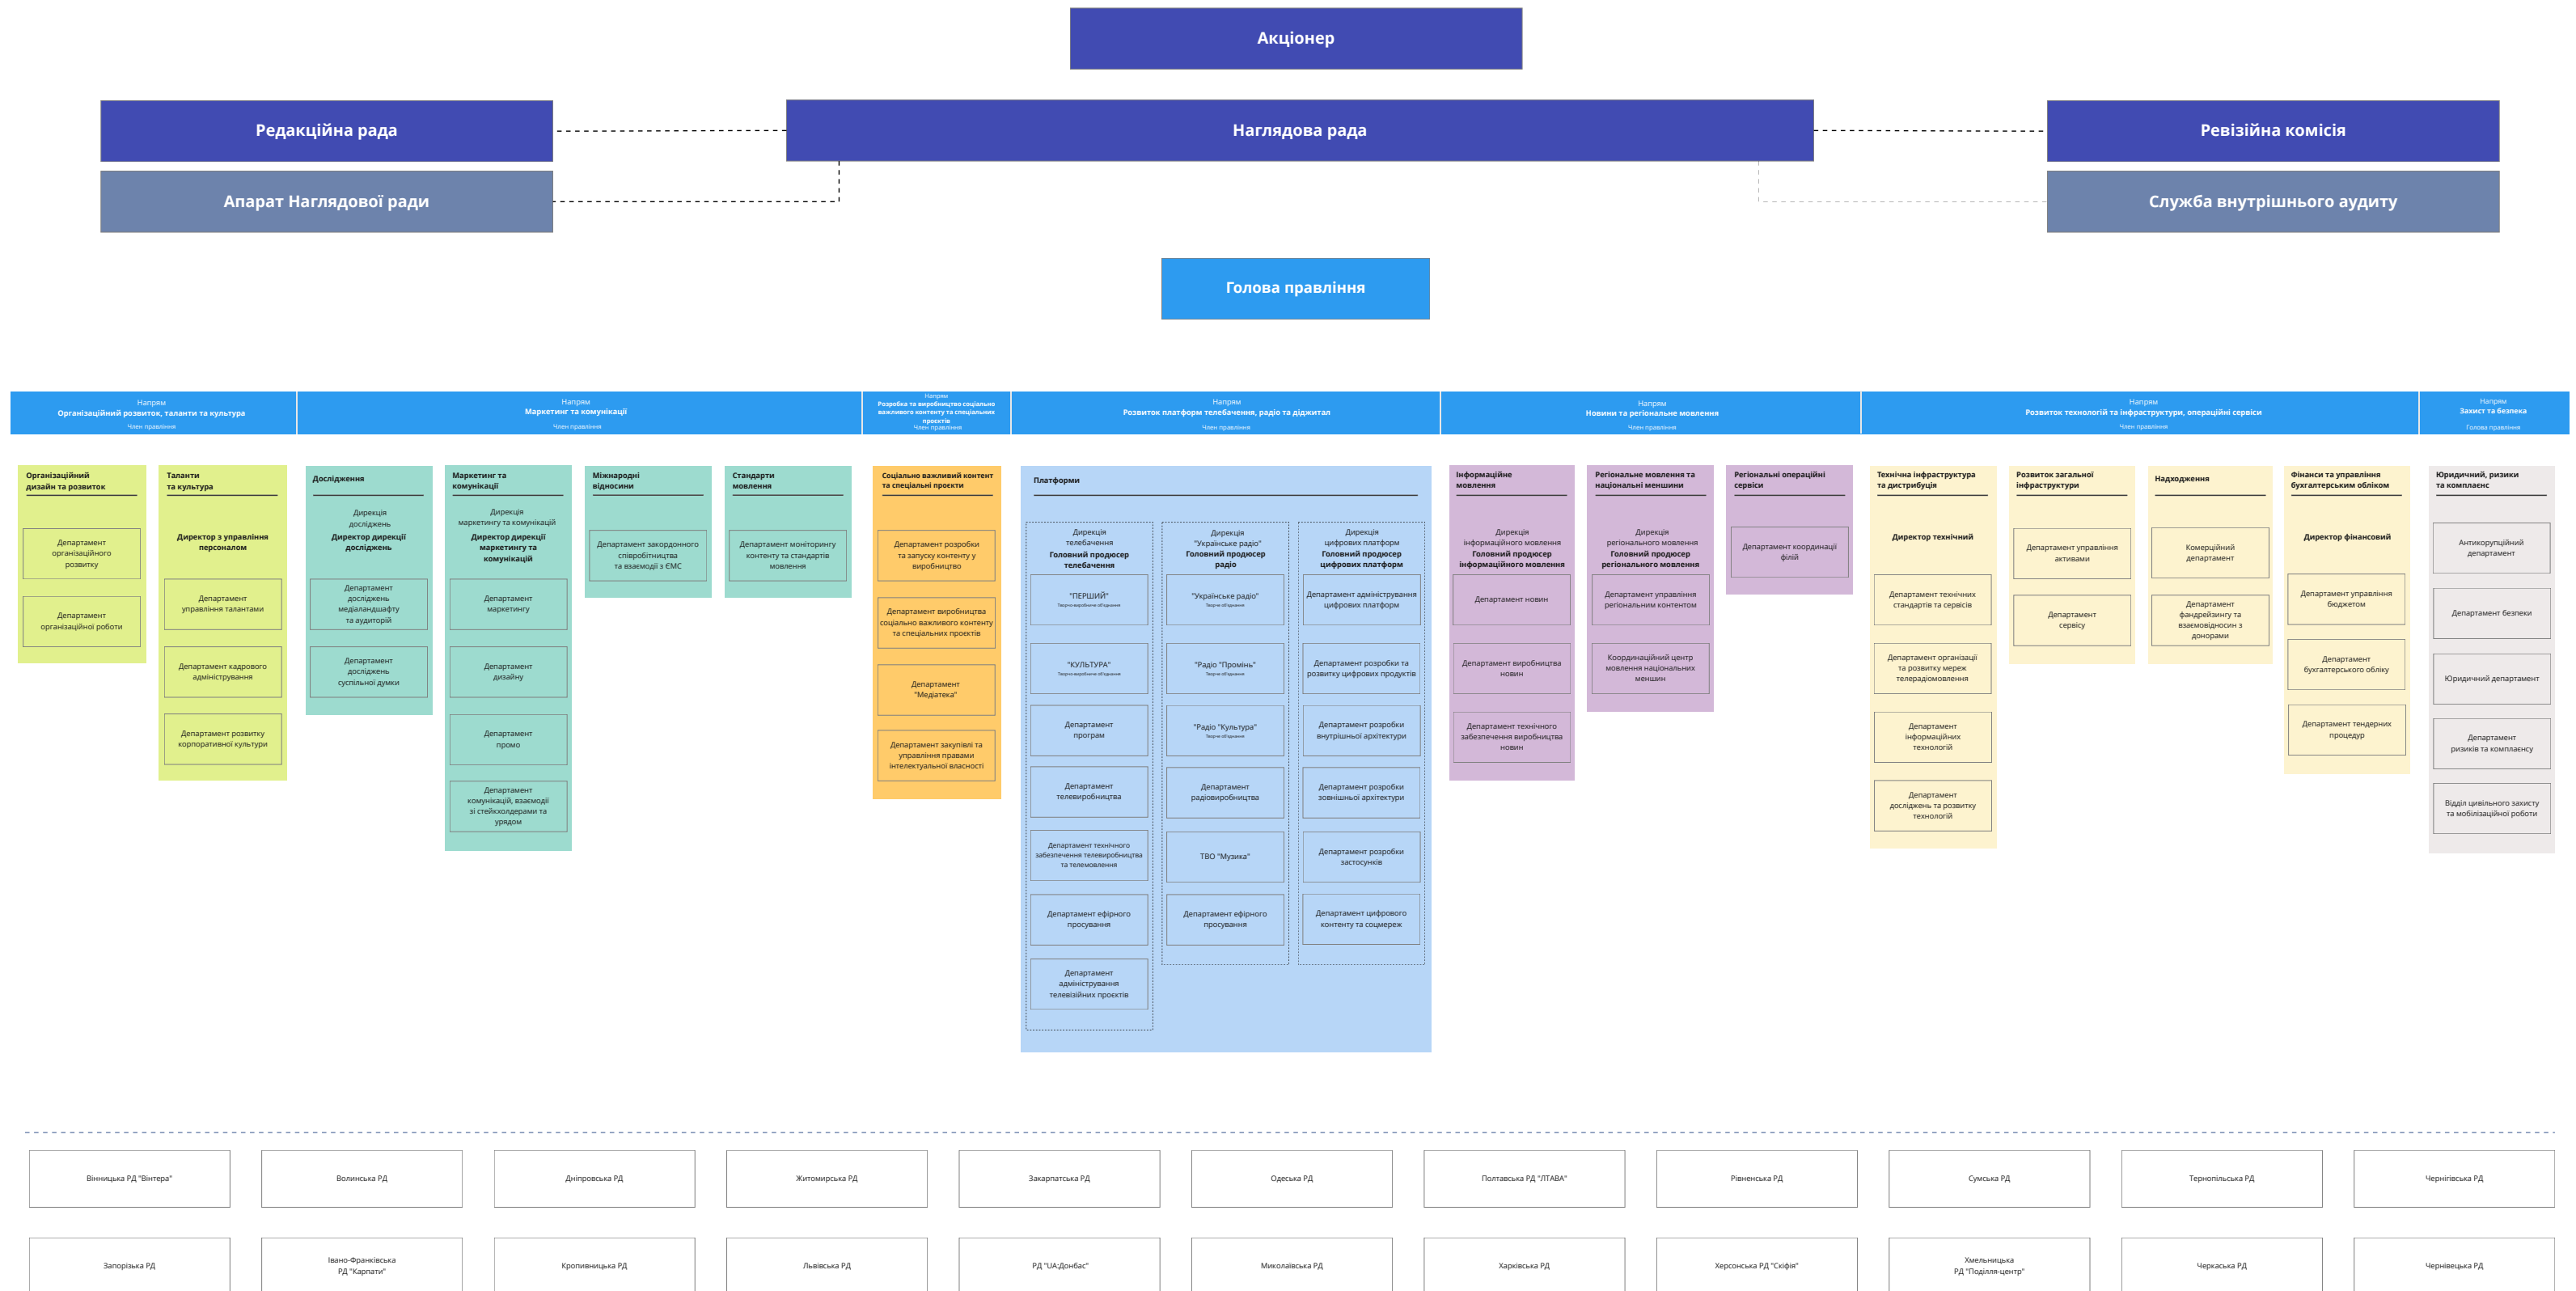 Акціонер
Редакційна рада
Наглядова рада
Ревізійна комісія
Апарат Наглядової ради
Служба внутрішнього аудиту
Голова правління
Напрям
Організаційний розвиток, таланти та культура
Член правління
Напрям
Маркетинг та комунікації
Член правління
Напрям
Розробка та виробництво соціально
важливого контенту та спеціальних
проєктів
Член правління
Напрям
Розвиток платформ телебачення, радіо та діджитал
Член правління
Напрям
Новини та регіональне мовлення
Член правління
Напрям
Розвиток технологій та інфраструктури, операційні сервіси
Член правління
Напрям
Захист та безпека
Голова правління
Організаційний
дизайн та розвиток
Департамент
організаційного
розвитку
Департамент
організаційної роботи
Таланти
та культура
Директор з управління
персоналом
Департамент
управління талантами
Департамент кадрового
адміністрування
Департамент розвитку
корпоративної культури
Дослідження
Дирекція
досліджень
Директор дирекції
досліджень
Департамент
досліджень
медіаландшафту
та аудиторій
Департамент
досліджень
суспільної думки
Маркетинг та
комунікації
Дирекція
маркетингу та комунікацій
Директор дирекції
маркетингу та
комунікацій
Департамент
маркетингу
Департамент
дизайну
Департамент
промо
Департамент
комунікацій, взаємодії
зі стейкхолдерами та
урядом
Міжнародні
відносини
Департамент закордонного
співробітництва
та взаємодії з ЄМС
Стандарти
мовлення
Департамент моніторингу
контенту та стандартів
мовлення
Соціально важливий контент
та спеціальні проєкти
Департамент розробки
та запуску контенту у
виробництво
Департамент виробництва
соціально важливого контенту
та спеціальних проєктів
Департамент
"Медіатека"
Департамент закупівлі та
управління правами
інтелектуальної власності
Платформи
Дирекція
телебачення
Головний продюсер
телебачення
"ПЕРШИЙ"
Творчо-виробниче об'єднання
"КУЛЬТУРА"
Творчо-виробниче об'єднання
Департамент
програм
Департамент
телевиробництва
Департамент технічного
забезпечення телевиробництва
та телемовлення
Департамент ефірного
просування
Департамент
адміністрування
телевізійних проєктів
Дирекція
"Українське радіо"
Головний продюсер
радіо
"Українське радіо"
Творче об'єднання
"Радіо "Промінь"
Творче об'єднання
"Радіо "Культура"
Творче об'єднання
Департамент
радіовиробництва
ТВО "Музика"
Департамент ефірного
просування
Дирекція
цифрових платформ
Головний продюсер
цифрових платформ
Департамент адміністрування
цифрових платформ
Департамент розробки та
розвитку цифрових продуктів
Департамент розробки
внутрішньої архітектури
Департамент розробки
зовнішньої архітектури
Департамент розробки
застосунків
Департамент цифрового
контенту та соцмереж
Інформаційне
мовлення
Дирекція
інформаційного мовлення
Головний продюсер
інформаційного мовлення
Департамент новин
Департамент виробництва
новин
Департамент технічного
забезпечення виробництва
новин
Регіональне мовлення та
національні меншини
Дирекція
регіонального мовлення
Головний продюсер
регіонального мовлення
Департамент управління
регіональним контентом
Координаційний центр
мовлення національних
меншин
Регіональні операційні
сервіси
Департамент координації
філій
Технічна інфраструктура
та дистрибуція
Директор технічний
Департамент технічних
стандартів та сервісів
Департамент організації
та розвитку мереж
телерадіомовлення
Департамент
інформаційних
технологій
Департамент
досліджень та розвитку
технологій
Розвиток загальної
інфраструктури
Департамент управління
активами
Департамент
сервісу
Надходження
Комерційний
департамент
Департамент
фандрейзингу та
взаємовідносин з
донорами
Фінанси та управління
бухгалтерським обліком
Директор фінансовий
Департамент управління
бюджетом
Департамент
бухгалтерського обліку
Департамент тендерних
процедур
Юридичний, ризики
та комплаєнс
Антикорупційний
департамент
Департамент безпеки
Юридичний департамент
Департамент
ризиків та комплаєнсу
Відділ цивільного захисту
та мобілізаційної роботи
Вінницька РД "Вінтера"
Волинська РД
Дніпровська РД
Житомирська РД
Закарпатська РД
Одеська РД
Полтавська РД "ЛТАВА"
Рівненська РД
Сумська РД
Тернопільська РД
Чернігівська РД
Запорізька РД
Івано-Франківська
РД "Карпати"
Кропивницька РД
Львівська РД
РД "UA:Донбас"
Миколаївська РД
Харківська РД
Херсонська РД "Скіфія"
Хмельницька
РД "Поділля-центр"
Черкаська РД
Чернівецька РД